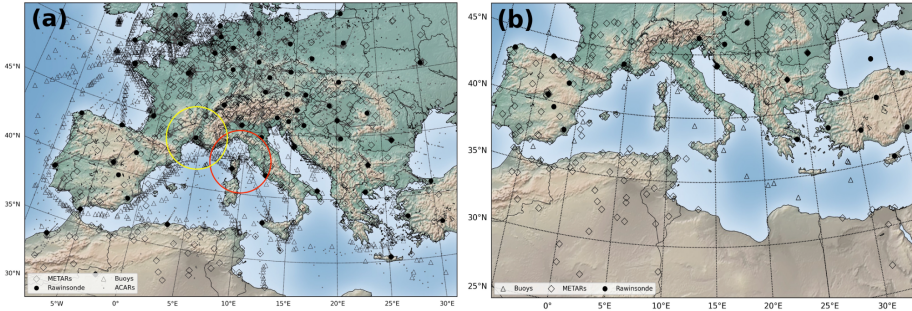 (a)
45°N
40°N
35°N
30°N
METARs
Buoys
Rawinsonde
ACARs
5°W
0°
5°E
10°E
15°E
20°E
25°E
30°E
(b)
45°N
40°N
35°N
30°N
25°N
Buoys
METARs
Rawinsonde
0°
5°E
10°E
15°E
20°E
25°E
30°E